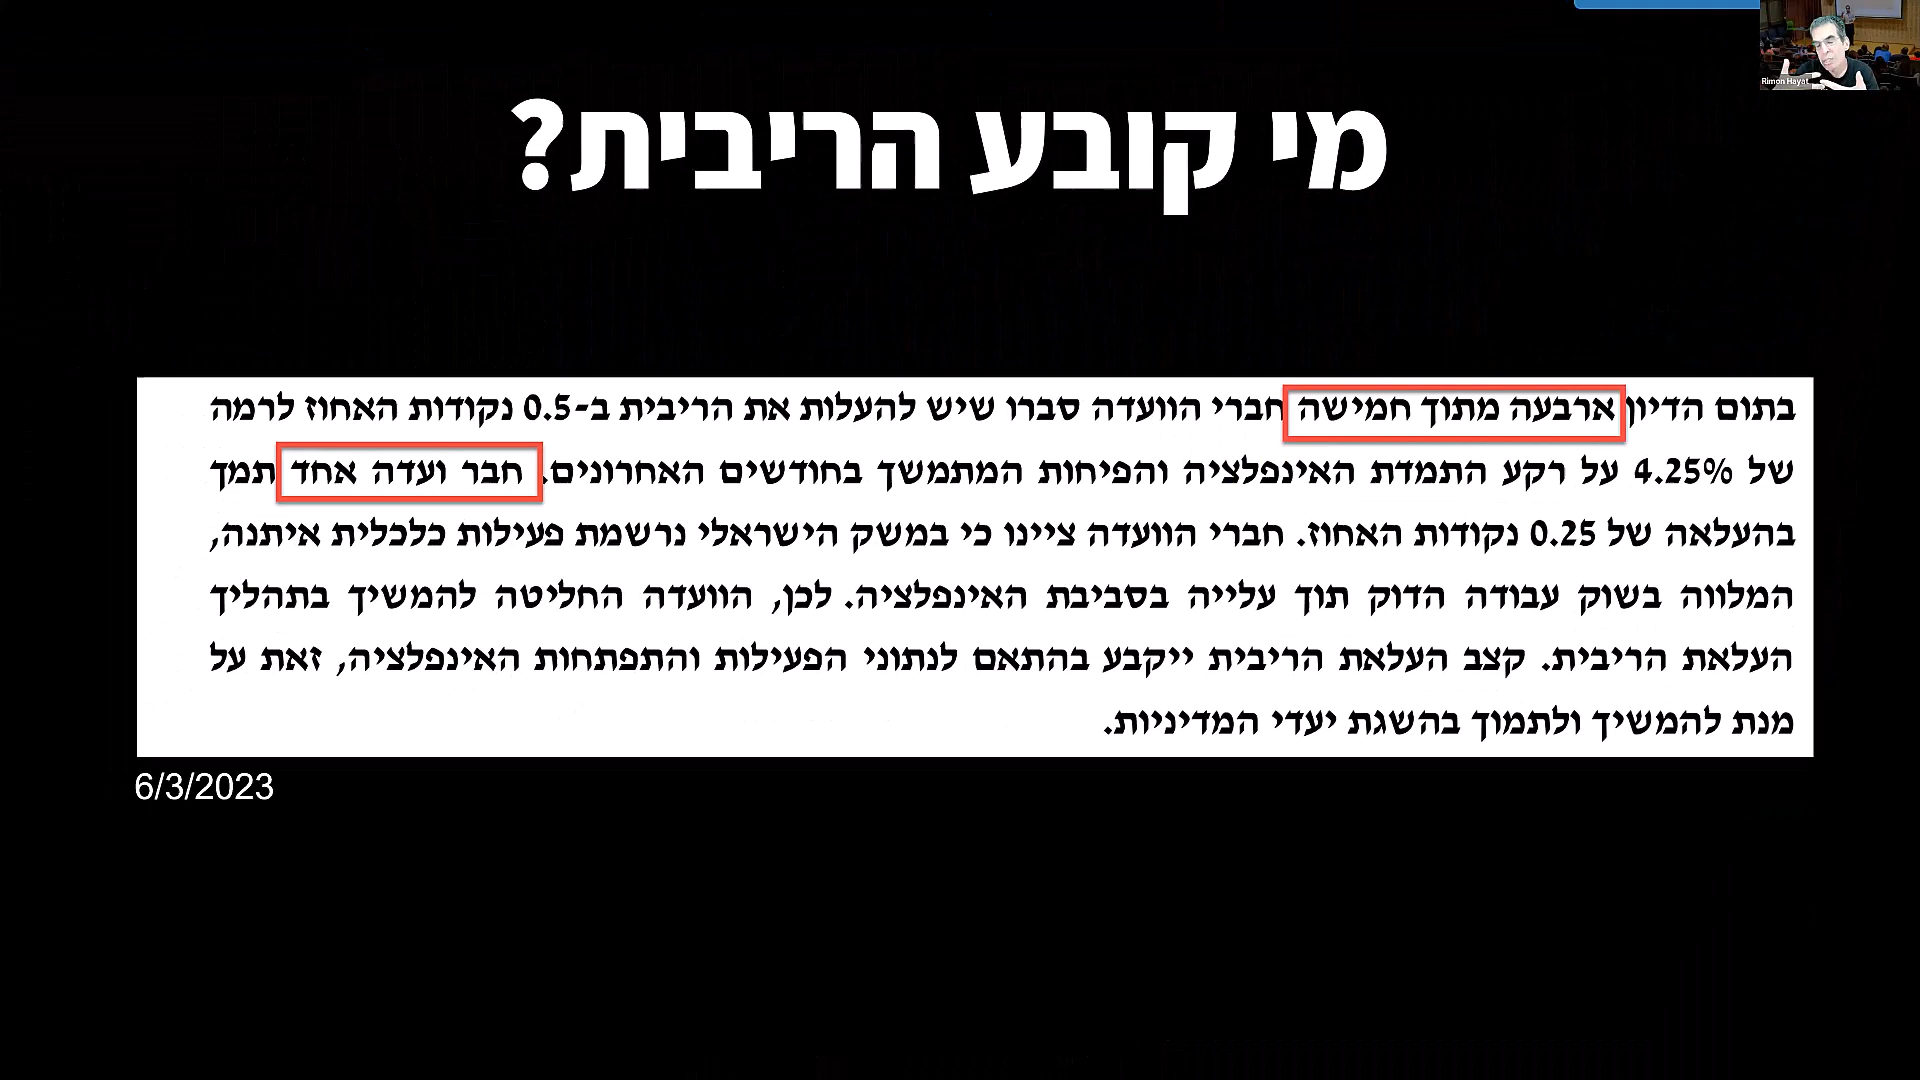 Rimon Hayat
מי קובע הריבית?
בתום הדיון ארבעה מתוך חמישה חברי הוועדה סברו שיש להעלות את הריבית ב-0.5 נקודות האחוז לרמה
של 4.25% על רקע התמדת האינפלציה והפיחות המתמשך בחודשים האחרונים. חבר ועדה אחד תמך
בהעלאה של 0.25 נקודות האחוז. חברי הוועדה ציינו כי במשק הישראלי נרשמת פעילות כלכלית איתנה,
המלווה בשוק עבודה הדוק תוך עלייה בסביבת האינפלציה. לכן, הוועדה החליטה להמשיך בתהליך
העלאת הריבית. קצב העלאת הריבית ייקבע בהתאם לנתוני הפעילות והתפתחות האינפלציה, זאת על
מנת להמשיך ולתמוך בהשגת יעדי המדיניות.
6/3/2023